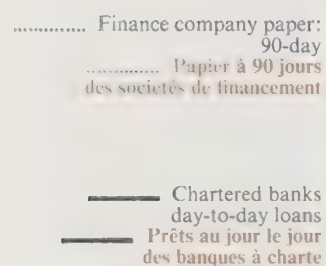 Finance company paper:
90-day
Papier à 90 jours
des sociétés de financement
Chartered banks
day-to-day loans
Prêts au jour le jour
des banques à charte